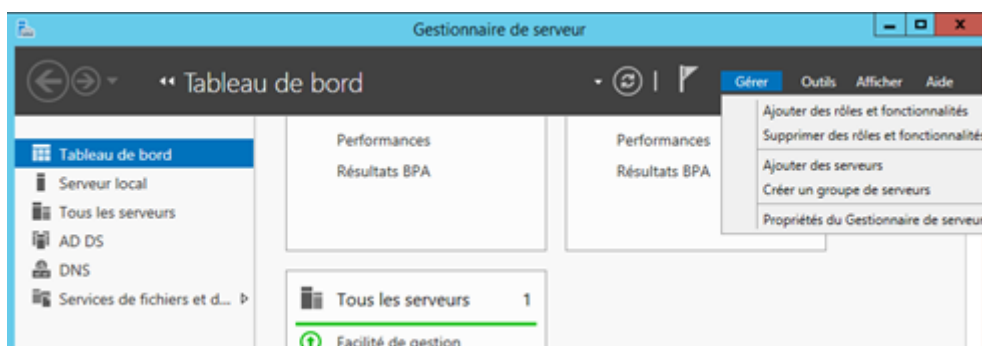 Gestionnaire de serveur
Tableau de bord
Gérer Outils Afficher Aide
Ajouter des rôles et fonctionnalités
Supprimer des rôles et fonctionnalités
Ajouter des serveurs
Créer un groupe de serveurs
Propriétés du Gestionnaire de serveur
Tableau de bord
Serveur local
Tous les serveurs
AD DS
DNS
Services de fichiers et d...
Performances
Résultats BPA
Performances
Résultats BPA
Tous les serveurs 1
Facilité de gestion